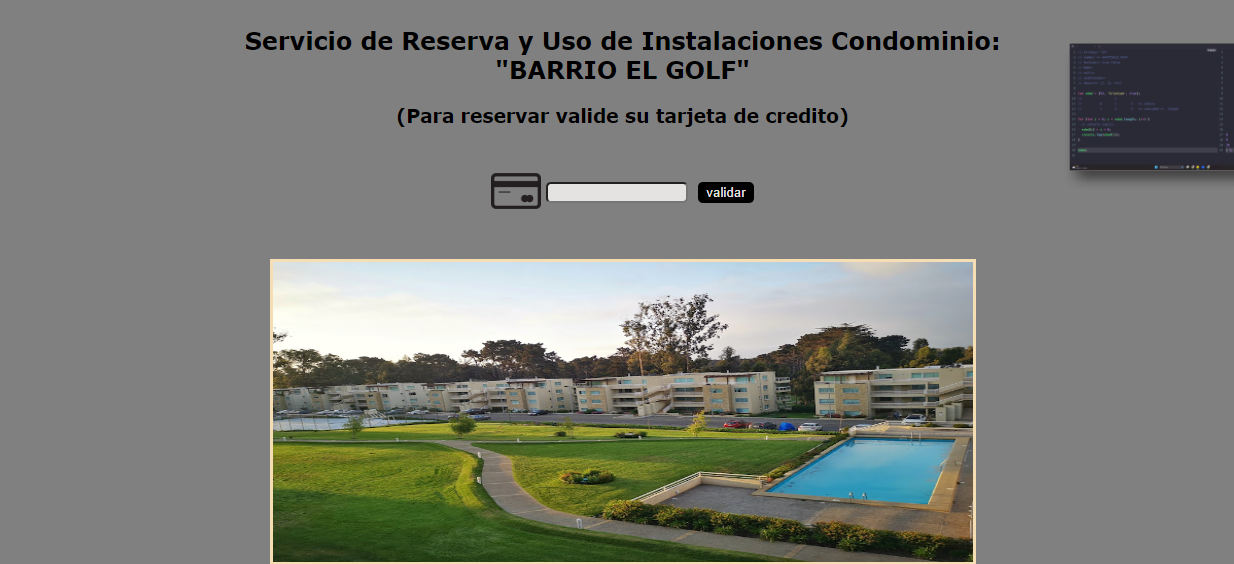 Servicio de Reserva y Uso de Instalaciones Condominio:
"BARRIO EL GOLF"
(Para reservar valide su tarjeta de credito)
validar